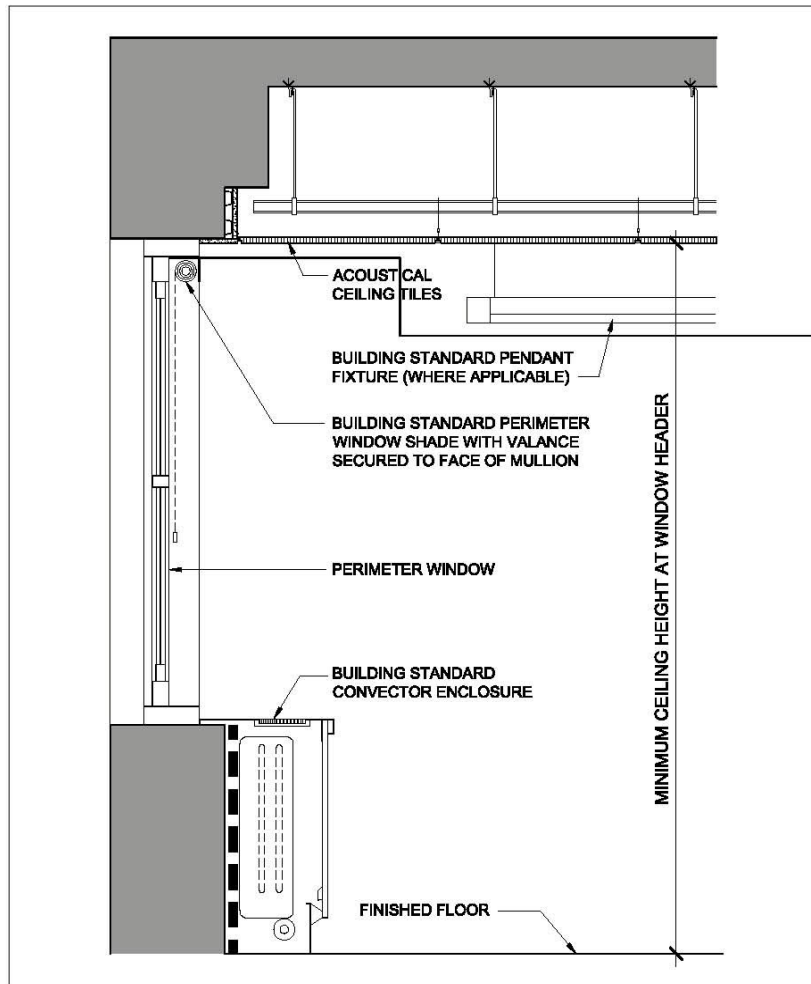 ACOUSTICAL
CEILING TILES
BUILDING STANDARD PENDANT
FIXTURE (WHERE APPLICABLE)
BUILDING STANDARD PERIMETER
WINDOW SHADE WITH VALANCE
SECURED TO FACE OF MULLION
PERIMETER WINDOW
BUILDING STANDARD
CONVECTOR ENCLOSURE
FINISHED FLOOR
MINIMUM CEILING HEIGHT AT WINDOW HEADER